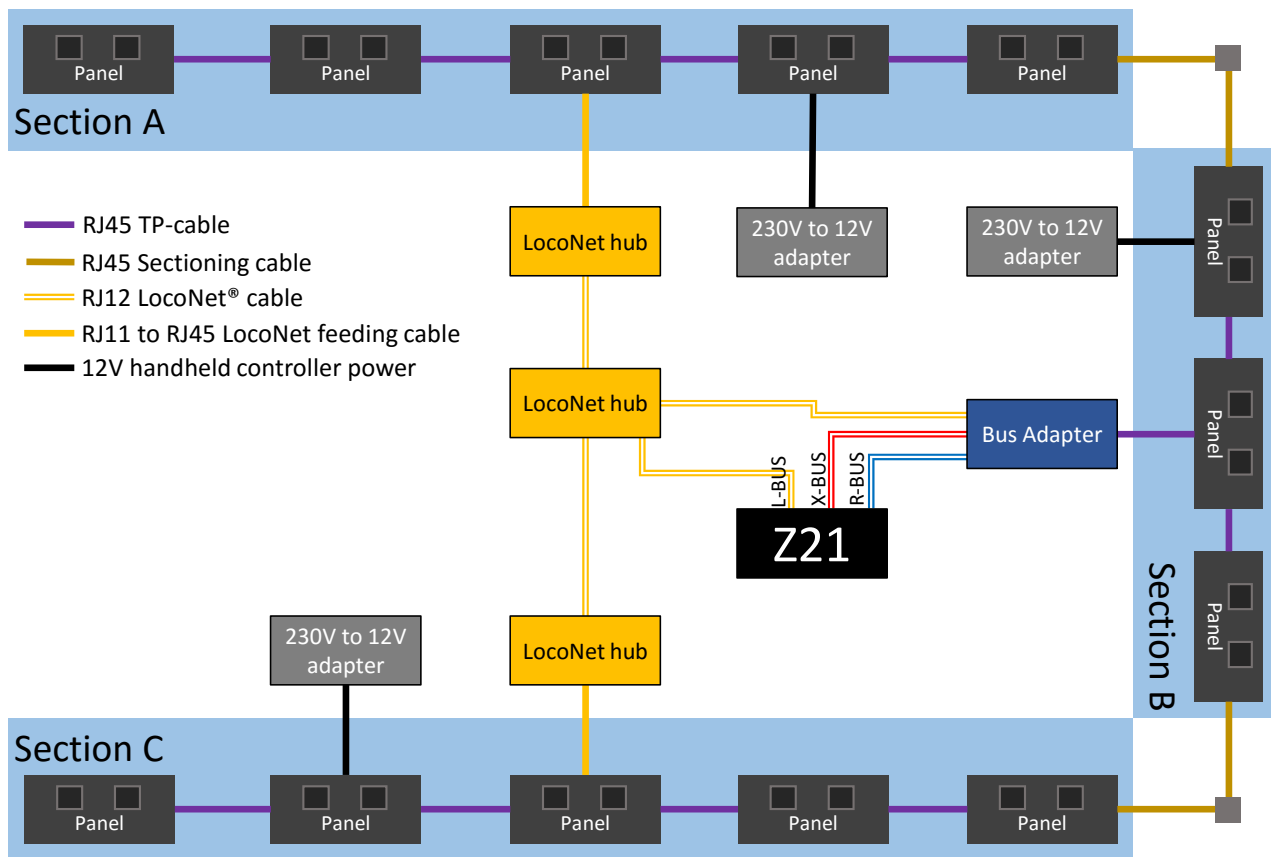 Panel
Panel
Panel
Panel
Panel
Section A
RJ45 TP-cable
RJ45 Sectioning cable
RJ12 LocoNet® cable
RJ11 to RJ45 LocoNet feeding cable
12V handheld controller power
LocoNet hub
230V to 12V
adapter
230V to 12V
adapter
Panel
LocoNet hub
Bus Adapter
Panel
L-BUS
X-BUS
R-BUS
Z21
Section B
Panel
230V to 12V
adapter
LocoNet hub
Section C
Panel
Panel
Panel
Panel
Panel